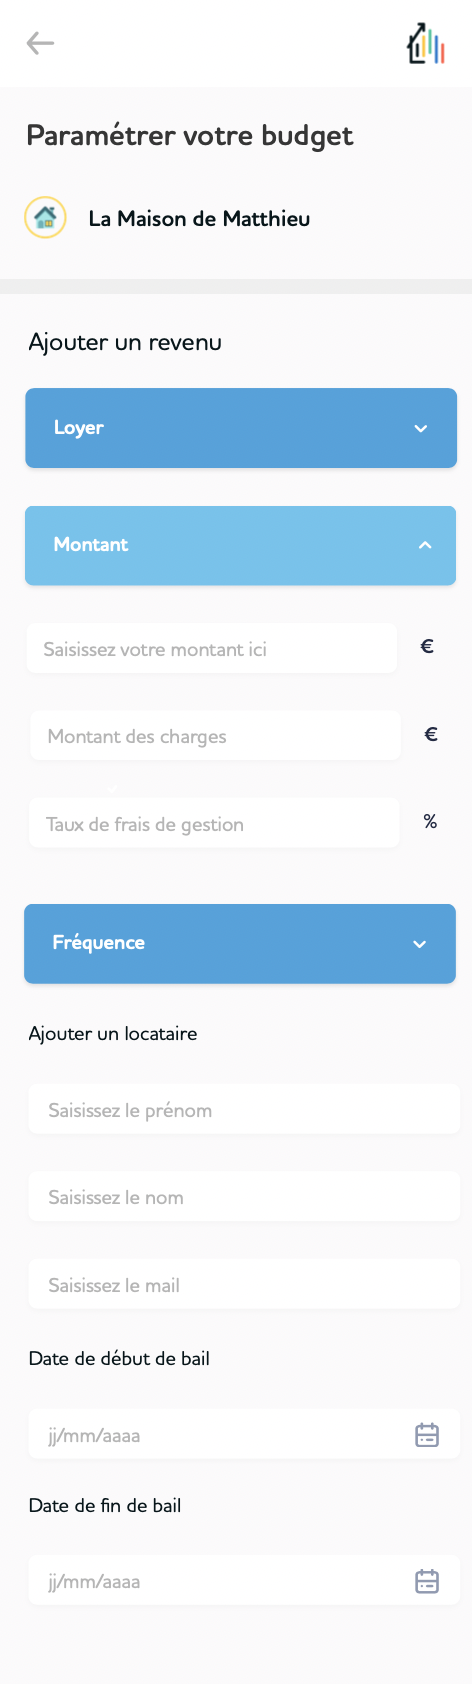 Paramétrer votre budget
La Maison de Matthieu
Ajouter un revenu
Loyer
Montant
Saisissez votre montant ici €
Montant des charges €
Taux de frais de gestion %
Fréquence
Ajouter un locataire
Saisissez le prénom
Saisissez le nom
Saisissez le mail
Date de début de bail
jj/mm/aaaa
Date de fin de bail
jj/mm/aaaa